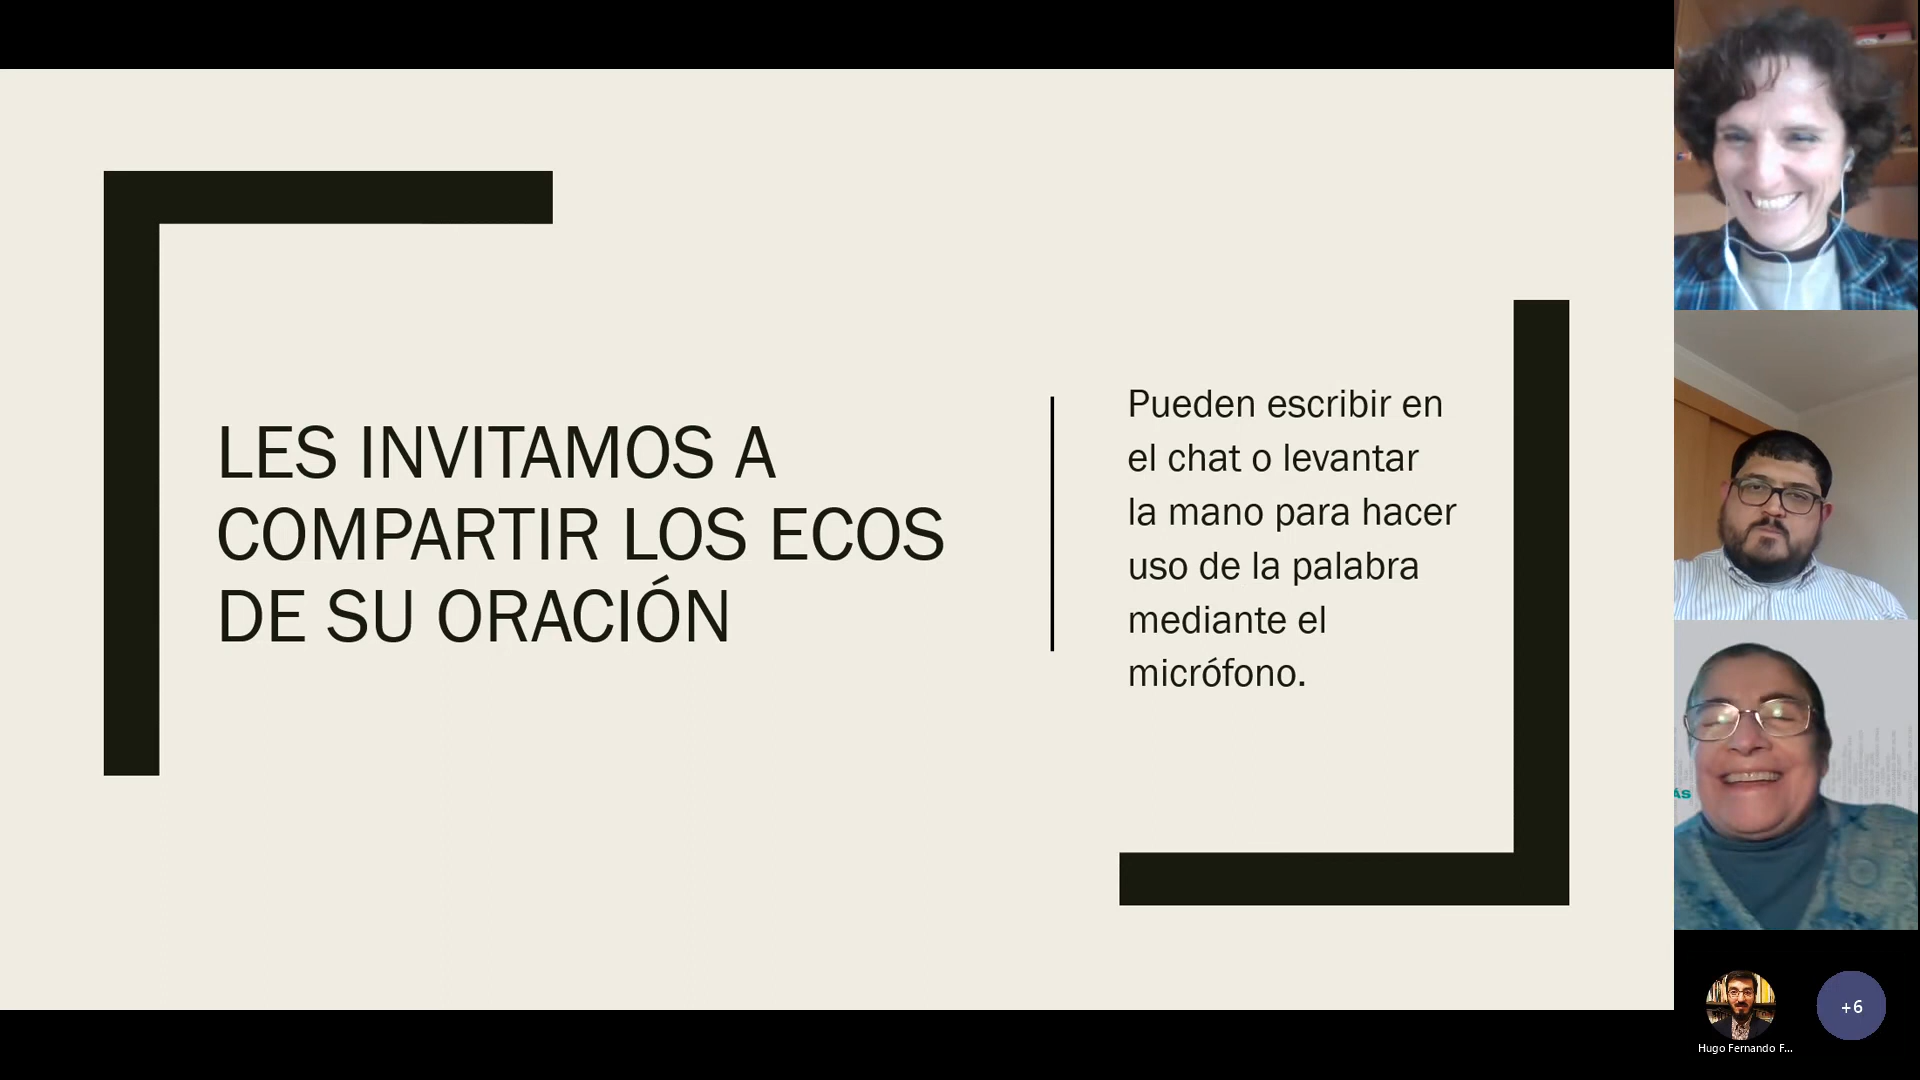 LES INVITAMOS A
COMPARTIR LOS ECOS
DE SU ORACIÓN
Pueden escribir en
el chat o levantar
la mano para hacer
uso de la palabra
mediante el
micrófono.
ÁS
Hugo Fernando F...
+6